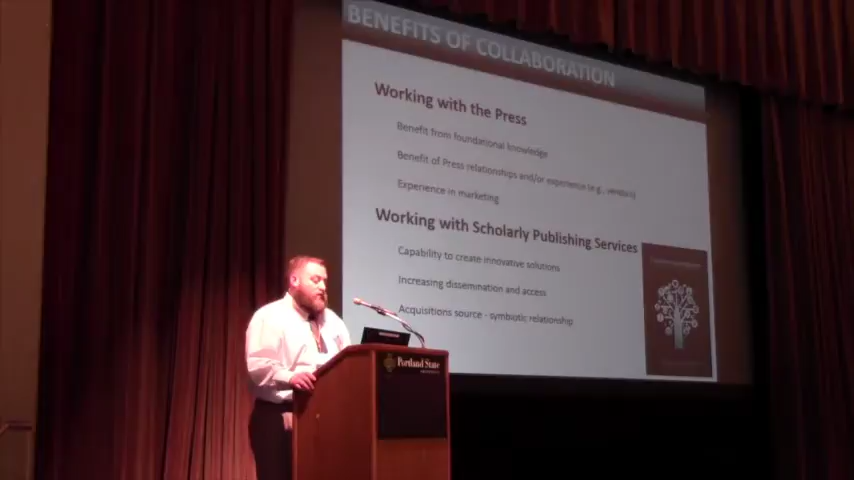 BENEFITS OF COLLABORATION
Working with the Press
Benefit from foundational knowledge
Benefit of Press relationships and/or experience (e.g., vendors)
Experience in marketing
Working with Scholarly Publishing Services
Capability to create innovative solutions
Increasing dissemination and access
Acquisitions source - symbiotic relationship
Portland State